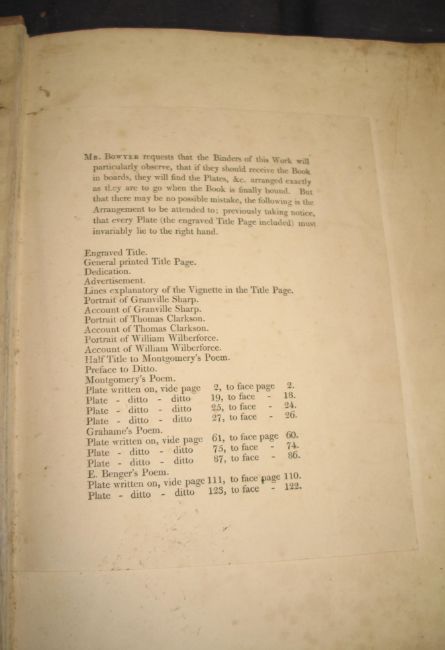 MR. BOWYER requests that the Binders of this Work will
particularly observe, that if they should receive the Book
in boards, they will find the Plates, &c. arranged exactly
as they are to go when the Book is finally bound. But
that there may be no possible mistake, the following is the
Arrangement to be attended to; previously taking notice,
that every Plate (the engraved Title Page included) must
invariably lie to the right hand.
Engraved Title.
General printed Title Page.
Dedication.
Advertisement.
Lines explanatory of the Vignette in the Title Page.
Portrait of Granville Sharp.
Account of Granville Sharp.
Portrait of Thomas Clarkson.
Account of Thomas Clarkson.
Portrait of William Wilberforce.
Account of William Wilberforce.
Half Title to Montgomery's Poem.
Preface to Ditto.
Montgomery's Poem.
Plate written on, vide page 2, to face page 2.
Plate - ditto - ditto 19, to face - 18.
Plate - ditto - ditto 25, to face - 24.
Plate - ditto - ditto 27, to face - 26.
Grahame's Poem.
Plate written on, vide page 61, to face page 60.
Plate - ditto - ditto 75, to face - 74.
Plate - ditto - ditto 87, to face - 86.
E. Benger's Poem.
Plate written on, vide page 111, to face page 110.
Plate - ditto - ditto 123, to face - 122.